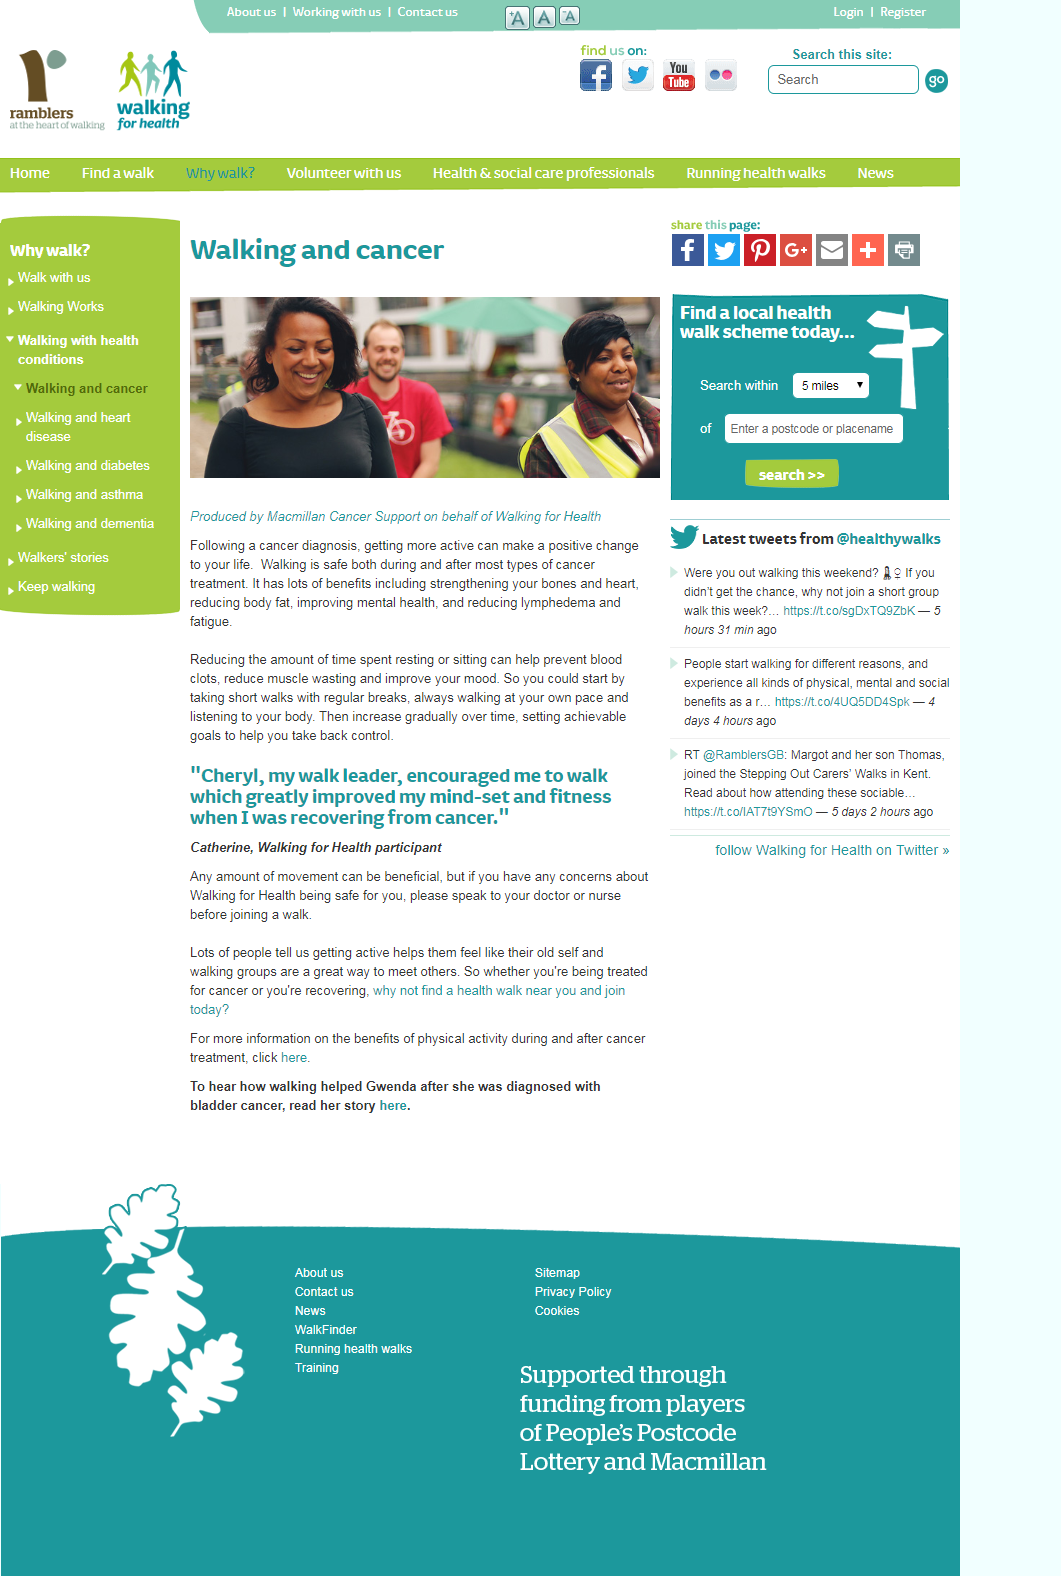 About us | Working with us | Contact us
+A A -A
Login | Register
ramblers
at the heart of walking
walking
for health
find us on:
You
Tube
Search this site:
Search
go
Home Find a walk Why walk? Volunteer with us Health & social care professionals Running health walks News
Why walk?
Walk with us
Walking Works
Walking with health
conditions
Walking and cancer
Walking and heart
disease
Walking and diabetes
Walking and asthma
Walking and dementia
Walkers' stories
Keep walking
Walking and cancer
Produced by Macmillan Cancer Support on behalf of Walking for Health
Following a cancer diagnosis, getting more active can make a positive change
to your life. Walking is safe both during and after most types of cancer
treatment. It has lots of benefits including strengthening your bones and heart,
reducing body fat, improving mental health, and reducing lymphedema and
fatigue.
Reducing the amount of time spent resting or sitting can help prevent blood
clots, reduce muscle wasting and improve your mood. So you could start by
taking short walks with regular breaks, always walking at your own pace and
listening to your body. Then increase gradually over time, setting achievable
goals to help you take back control.
"Cheryl, my walk leader, encouraged me to walk
which greatly improved my mind-set and fitness
when I was recovering from cancer."
Catherine, Walking for Health participant
Any amount of movement can be beneficial, but if you have any concerns about
Walking for Health being safe for you, please speak to your doctor or nurse
before joining a walk.
Lots of people tell us getting active helps them feel like their old self and
walking groups are a great way to meet others. So whether you're being treated
for cancer or you're recovering, why not find a health walk near you and join
today?
For more information on the benefits of physical activity during and after cancer
treatment, click here.
To hear how walking helped Gwenda after she was diagnosed with
bladder cancer, read her story here.
share this page:
Find a local health
walk scheme today...
Search within 5 miles
of Enter a postcode or placename
search >>
Latest tweets from @healthywalks
Were you out walking this weekend? If you
didn't get the chance, why not join a short group
walk this week?… https://t.co/sgDxTQ9ZbK — 5
hours 31 min ago
People start walking for different reasons, and
experience all kinds of physical, mental and social
benefits as a r… https://t.co/4UQ5DD4Spk — 4
days 4 hours ago
RT @RamblersGB: Margot and her son Thomas,
joined the Stepping Out Carers' Walks in Kent.
Read about how attending these sociable…
https://t.co/IAT7t9YSmO — 5 days 2 hours ago
follow Walking for Health on Twitter »
About us
Contact us
News
WalkFinder
Running health walks
Training
Sitemap
Privacy Policy
Cookies
Supported through
funding from players
of People's Postcode
Lottery and Macmillan